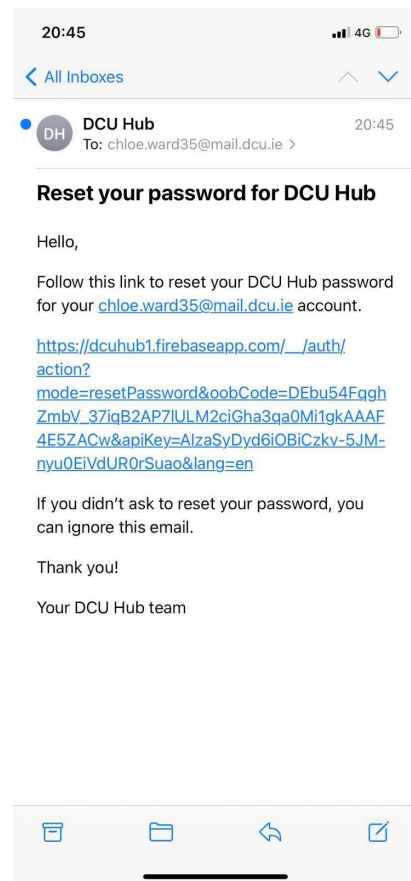 20:45
4G
All Inboxes
DH
DCU Hub
20:45
To: chloe.ward35@mail.dcu.ie >
Reset your password for DCU Hub
Hello,
Follow this link to reset your DCU Hub password
for your chloe.ward35@mail.dcu.ie account.
https://dcuhub1.firebaseapp.com/__/auth/
action?
mode=resetPassword&oobCode=DEbu54Fqgh
ZmbV_37iqB2AP7lULM2ciGha3qa0Mi1gkAAAF
4E5ZACw&apiKey=AIzaSyDyd6iOBiCzkv-5JM-
nyu0EiVdUR0rSuao&lang=en
If you didn’t ask to reset your password, you
can ignore this email.
Thank you!
Your DCU Hub team